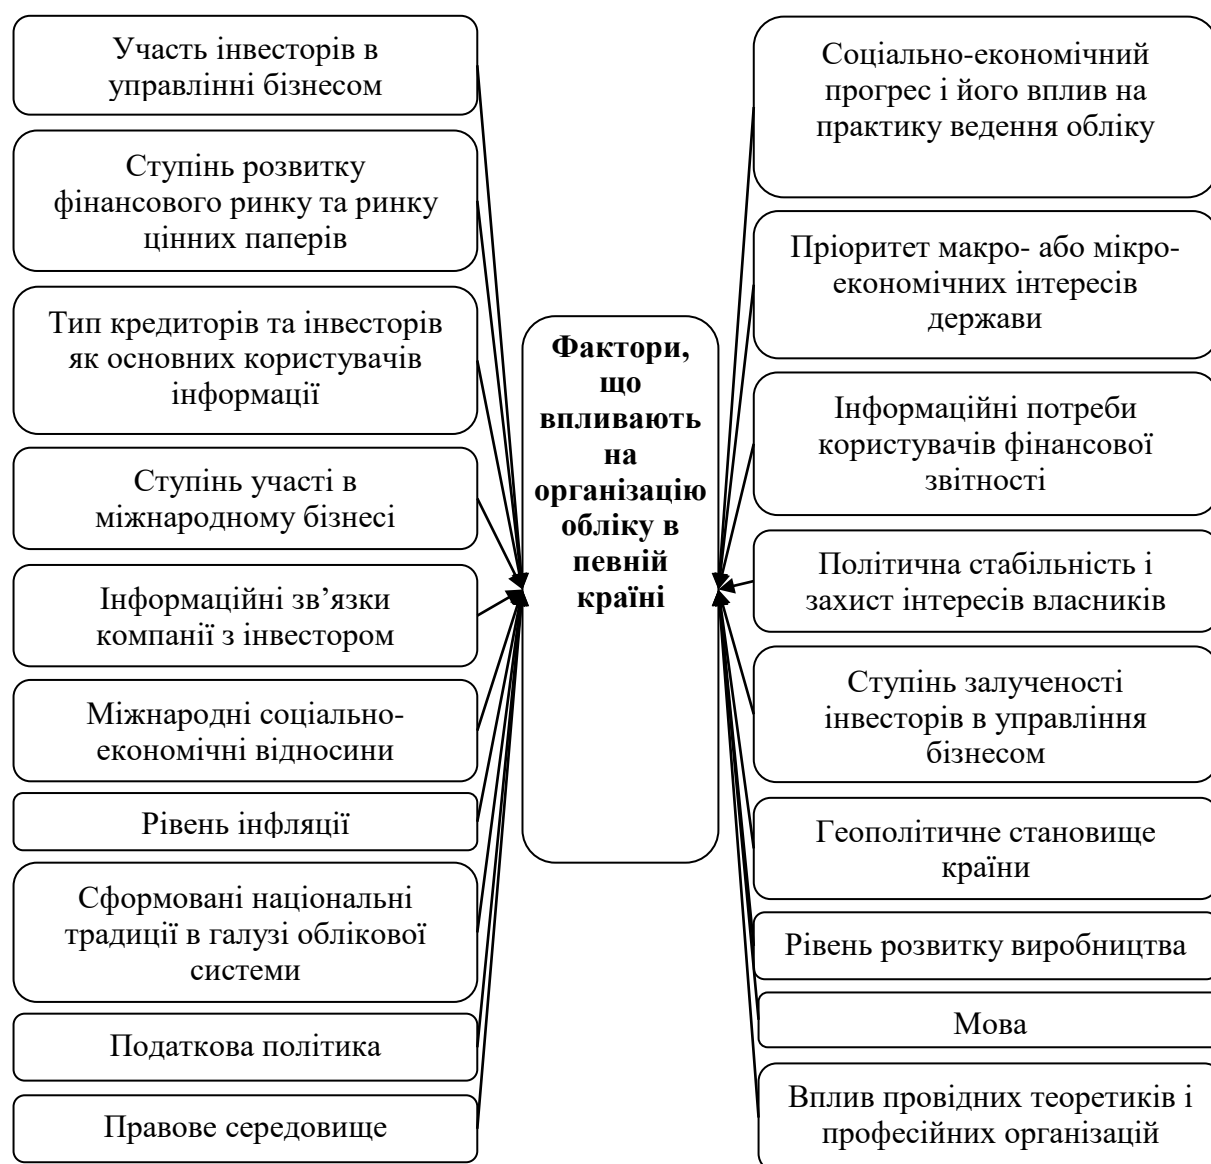 Участь інвесторів в
управлінні бізнесом
Ступінь розвитку
фінансового ринку та ринку
цінних паперів
Тип кредиторів та інвесторів
як основних користувачів
інформації
Ступінь участі в
міжнародному бізнесі
Інформаційні зв’язки
компанії з інвестором
Міжнародні соціально-
економічні відносини
Рівень інфляції
Сформовані національні
традиції в галузі облікової
системи
Податкова політика
Правове середовище
Фактори,
що
впливають
на
організацію
обліку в
певній
країні
Соціально-економічний
прогрес і його вплив на
практику ведення обліку
Пріоритет макро- або мікро-
економічних інтересів
держави
Інформаційні потреби
користувачів фінансової
звітності
Політична стабільність і
захист інтересів власників
Ступінь залученості
інвесторів в управління
бізнесом
Геополітичне становище
країни
Рівень розвитку виробництва
Мова
Вплив провідних теоретиків і
професійних організацій